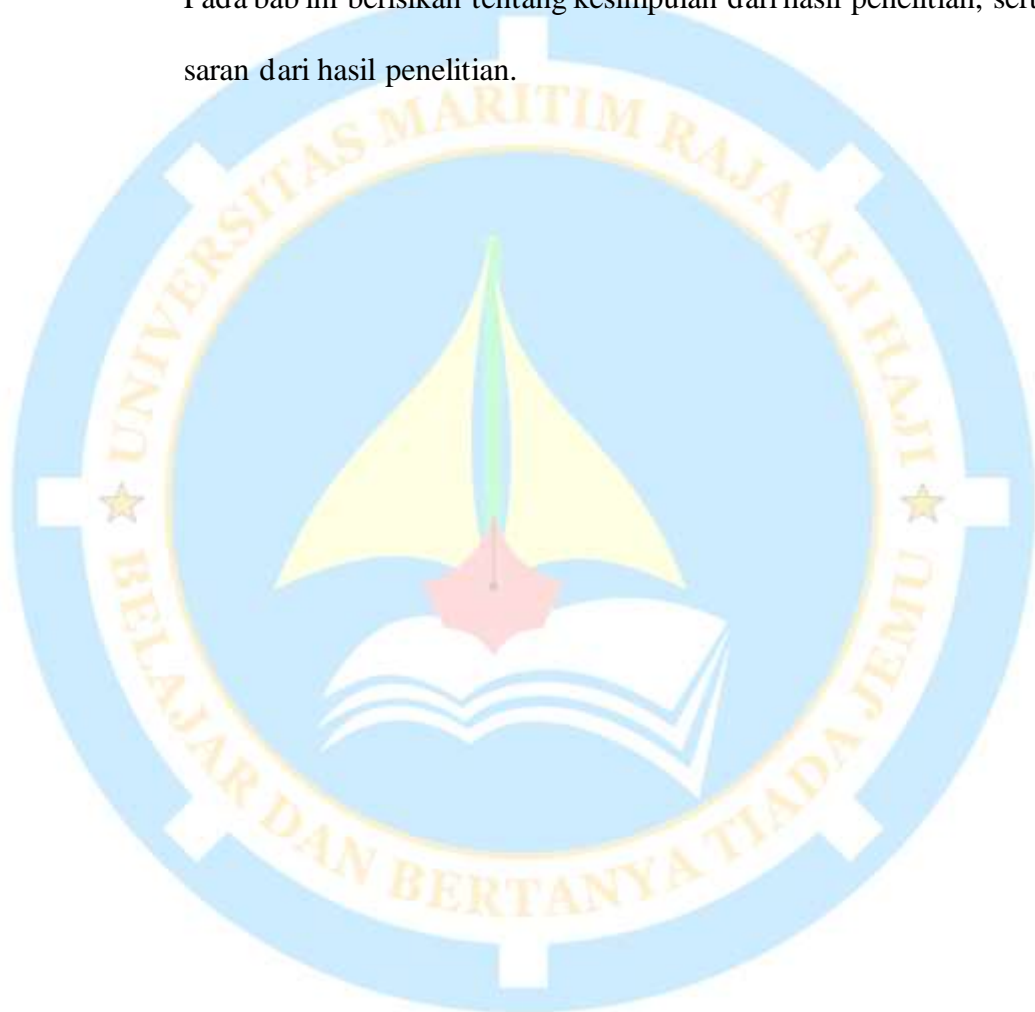 Pada bab ini berisikan tentang kesimpulan dari hasil penelitian,
saran dari hasil penelitian.
UNIVERSITAS MARITIM RAJA ALI HAJI
BELAJAR DAN BERTANYA TIADA JEMU